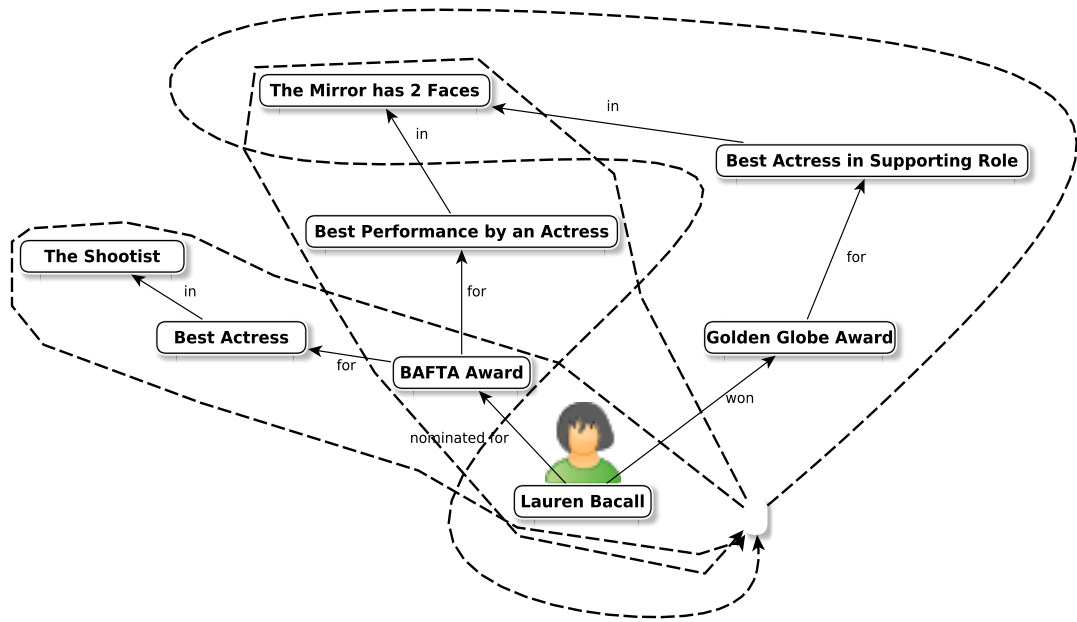 The Mirror has 2 Faces
in
in
Best Actress in Supporting Role
Best Performance by an Actress
The Shootist
for
in
for
Best Actress
Golden Globe Award
for
BAFTA Award
won
nominated for
Lauren Bacall